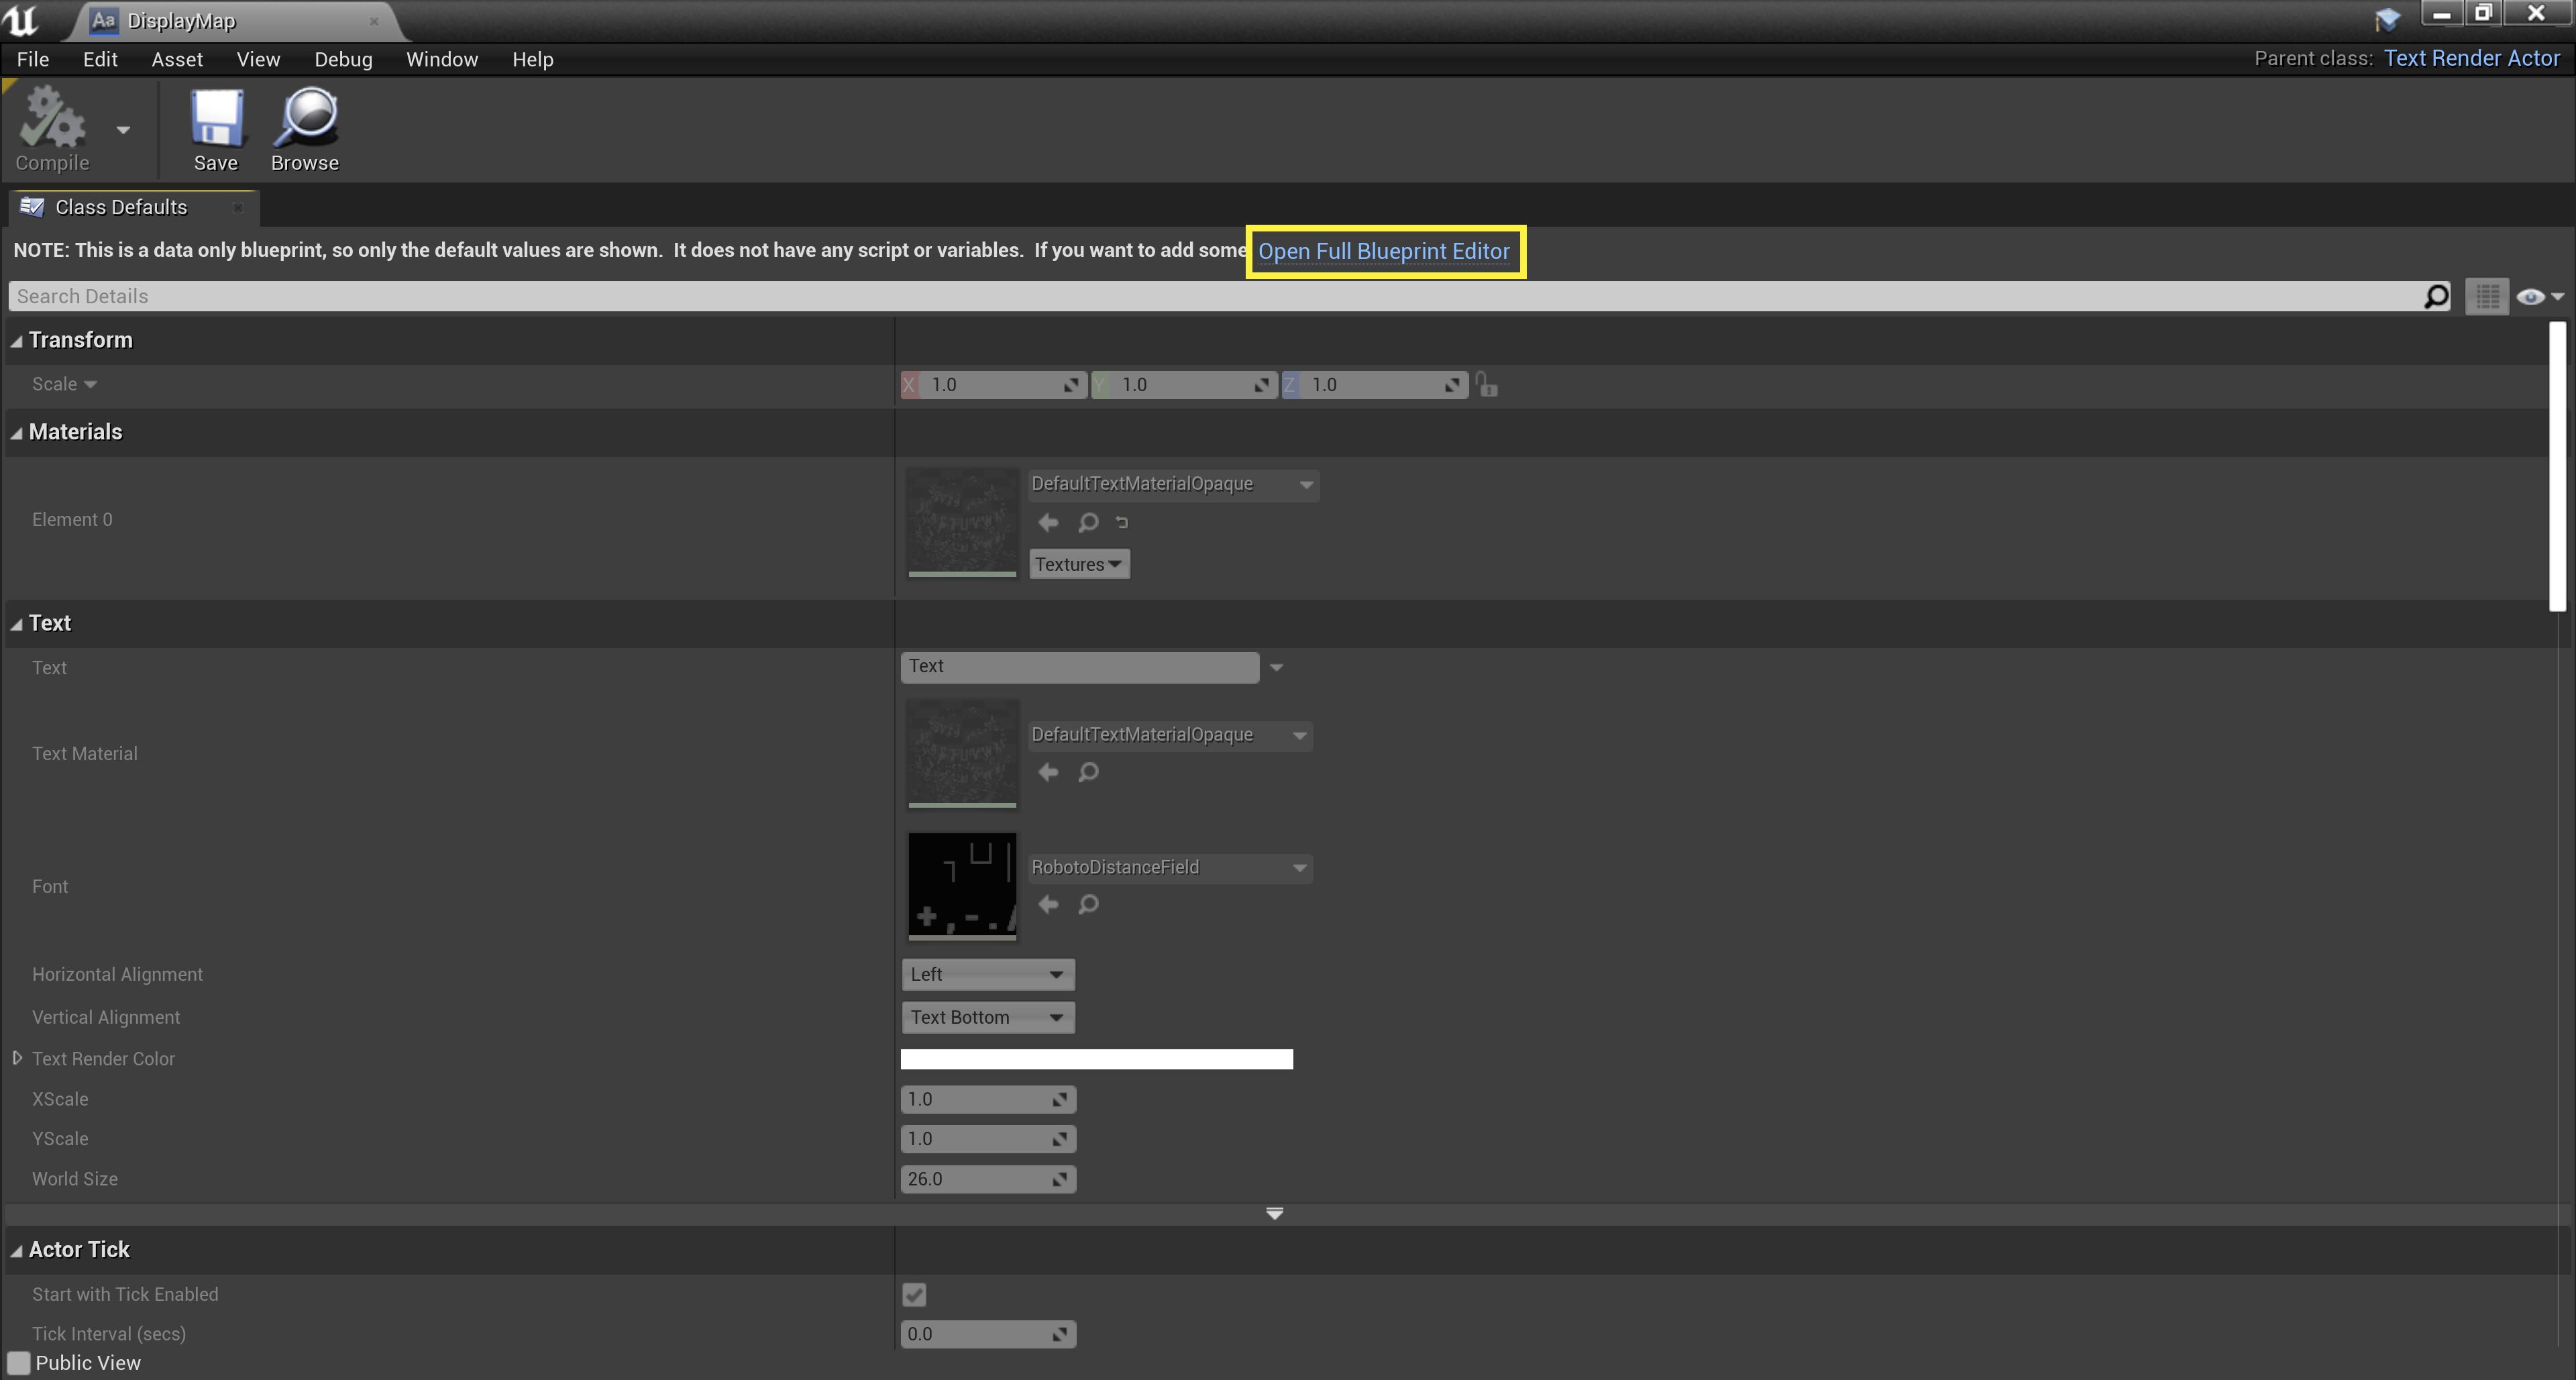 DisplayMap
File Edit Asset View Debug Window Help
Parent class: Text Render Actor
Compile Save Browse
Class Defaults
NOTE: This is a data only blueprint, so only the default values are shown. It does not have any script or variables. If you want to add some Open Full Blueprint Editor
Search Details
Transform
Scale X 1.0 Y 1.0 Z 1.0
Materials
DefaultTextMaterialOpaque
Element 0
Textures
Text
Text Text
DefaultTextMaterialOpaque
Text Material
RobotoDistanceField
Font
Horizontal Alignment Left
Vertical Alignment Text Bottom
Text Render Color
XScale 1.0
YScale 1.0
World Size 26.0
Actor Tick
Start with Tick Enabled
Tick Interval (secs) 0.0
Public View